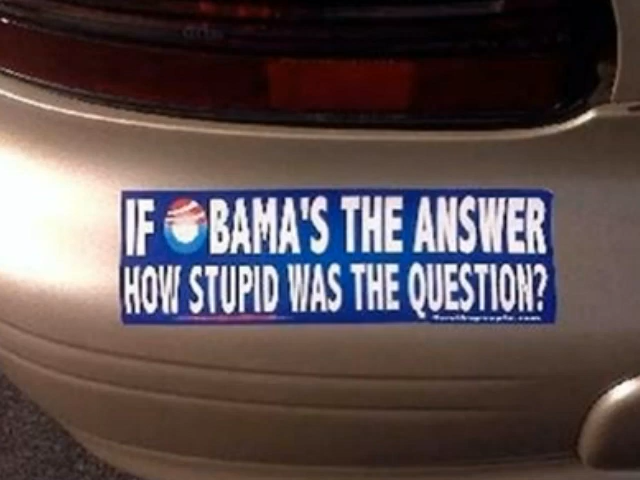 IF OBAMA'S THE ANSWER
HOW STUPID WAS THE QUESTION?